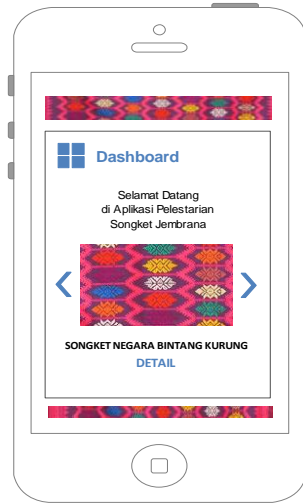 Dashboard
Selamat Datang
di Aplikasi Pelestarian
Songket Jembrana
SONGKET NEGARA BINTANG KURUNG
DETAIL